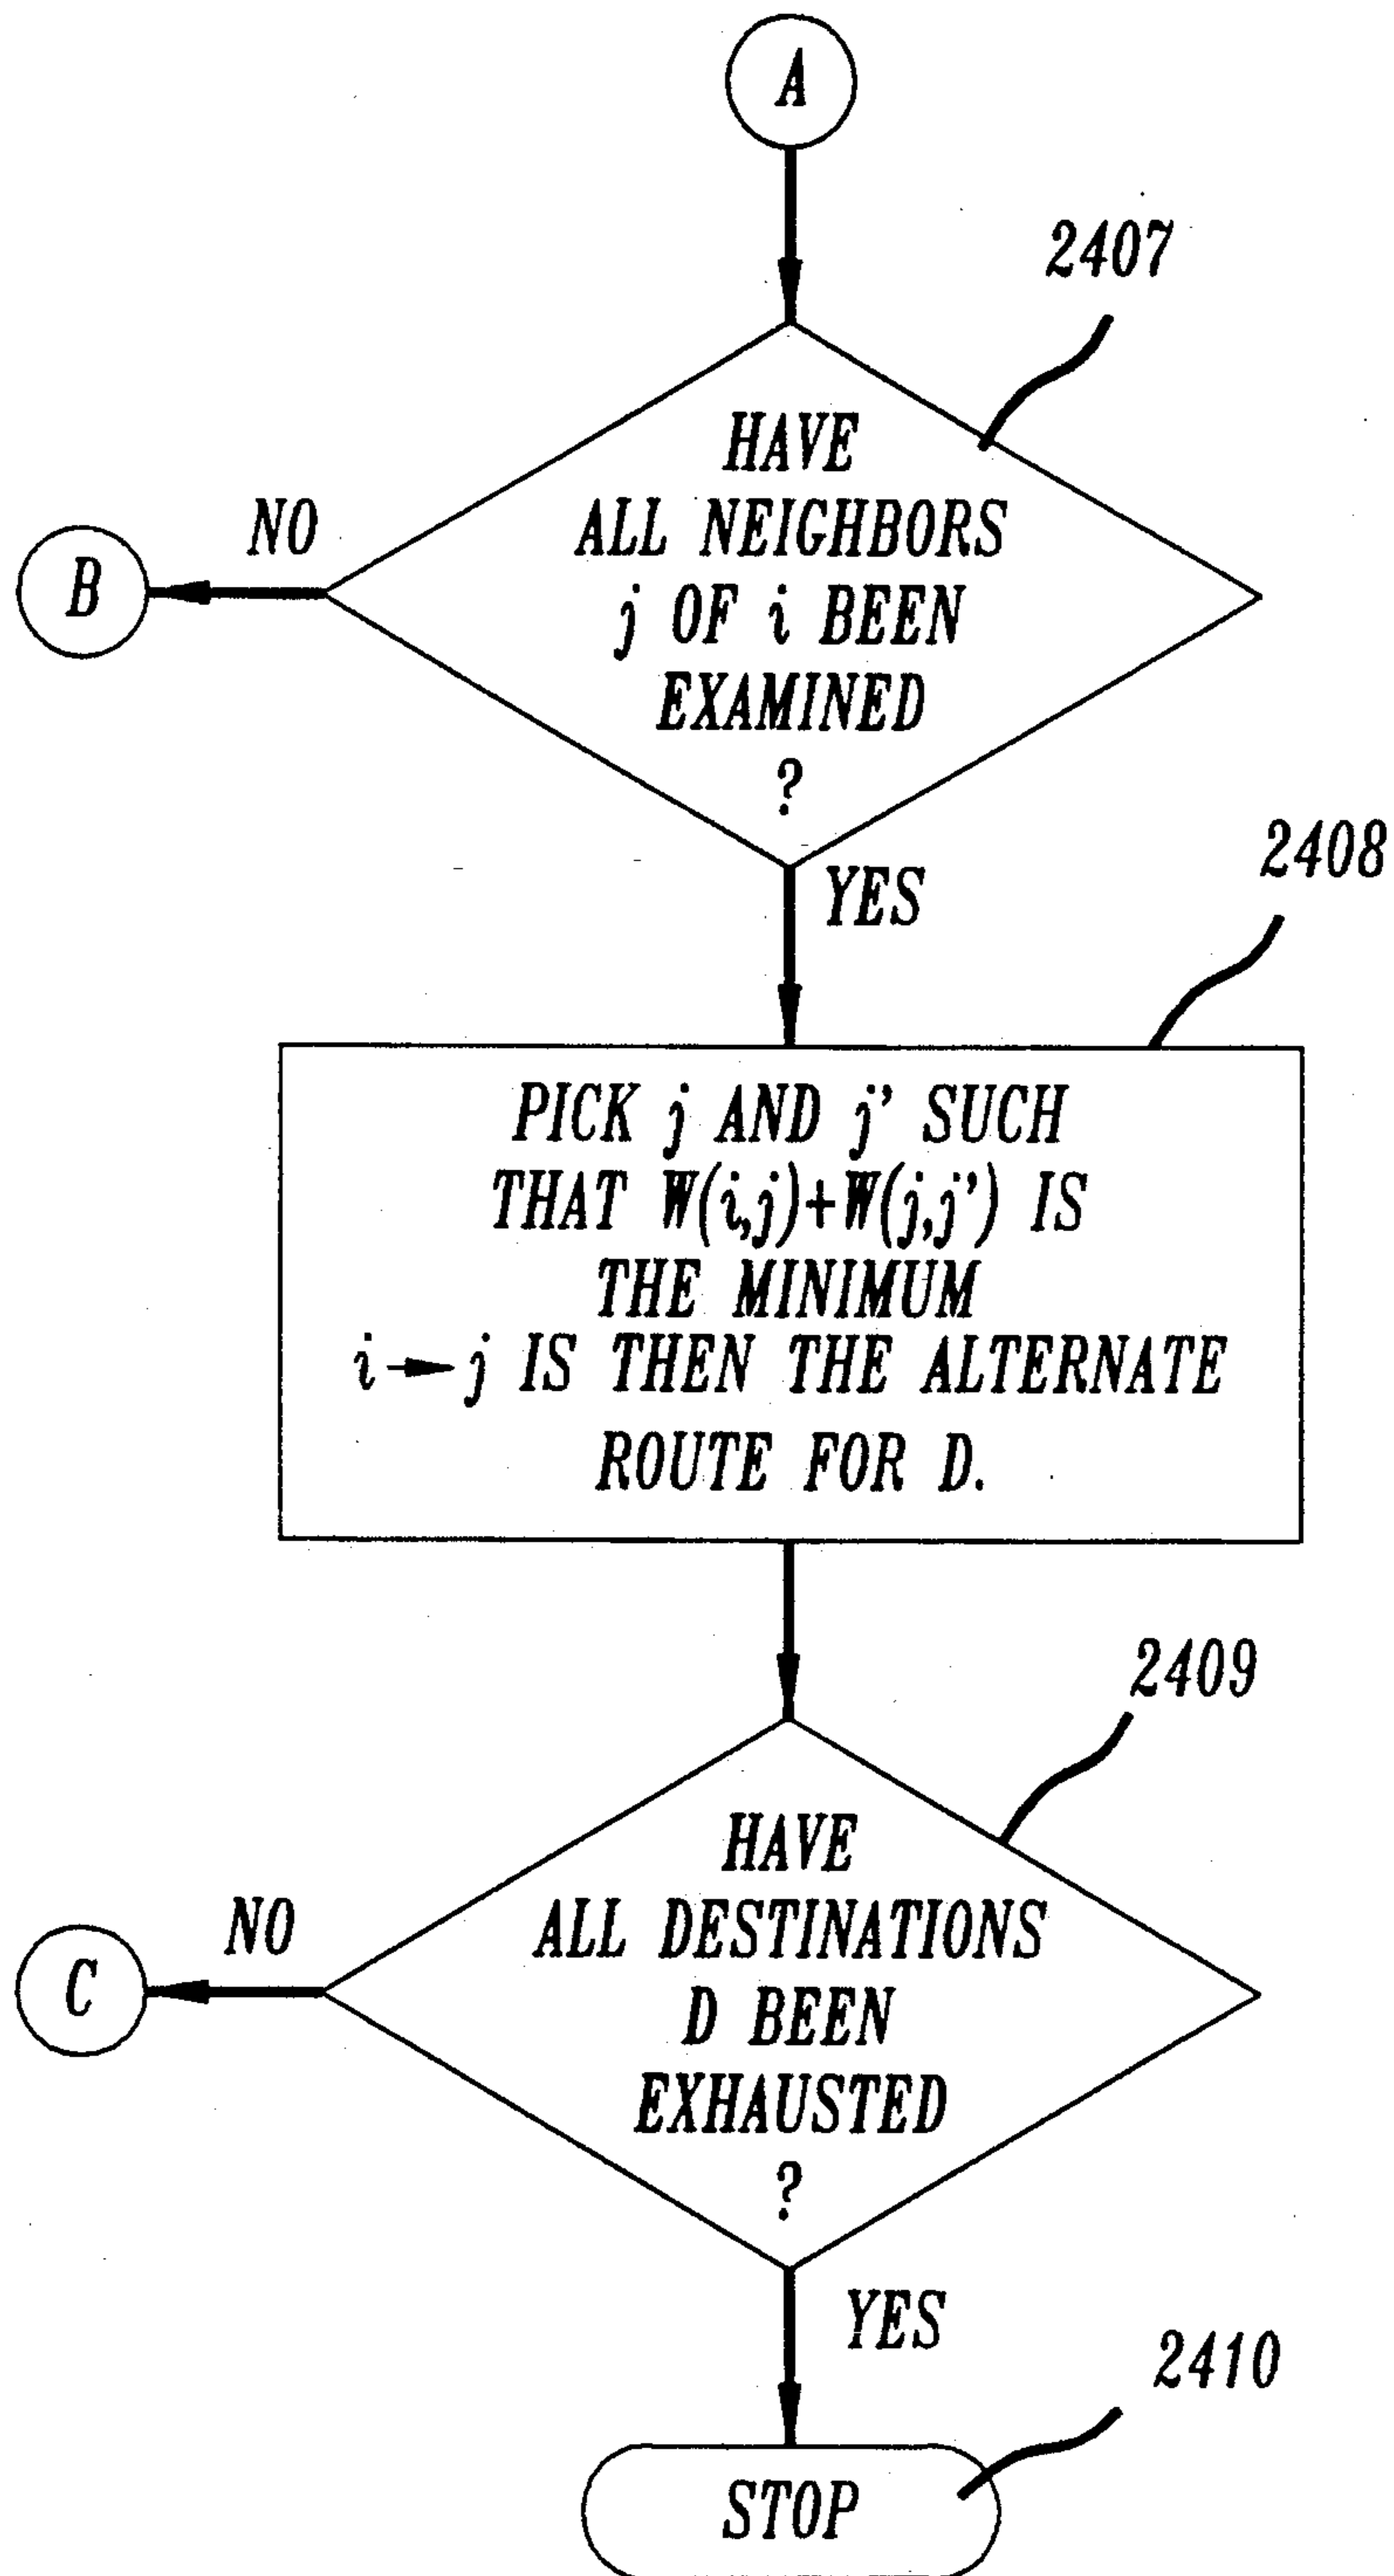 A
2407
HAVE
ALL NEIGHBORS
j OF i BEEN
EXAMINED
?
NO
B
YES
2408
PICK j AND j' SUCH
THAT W(i,j)+W(j,j') IS
THE MINIMUM
i→j IS THEN THE ALTERNATE
ROUTE FOR D.
2409
HAVE
ALL DESTINATIONS
D BEEN
EXHAUSTED
?
NO
C
YES
2410
STOP